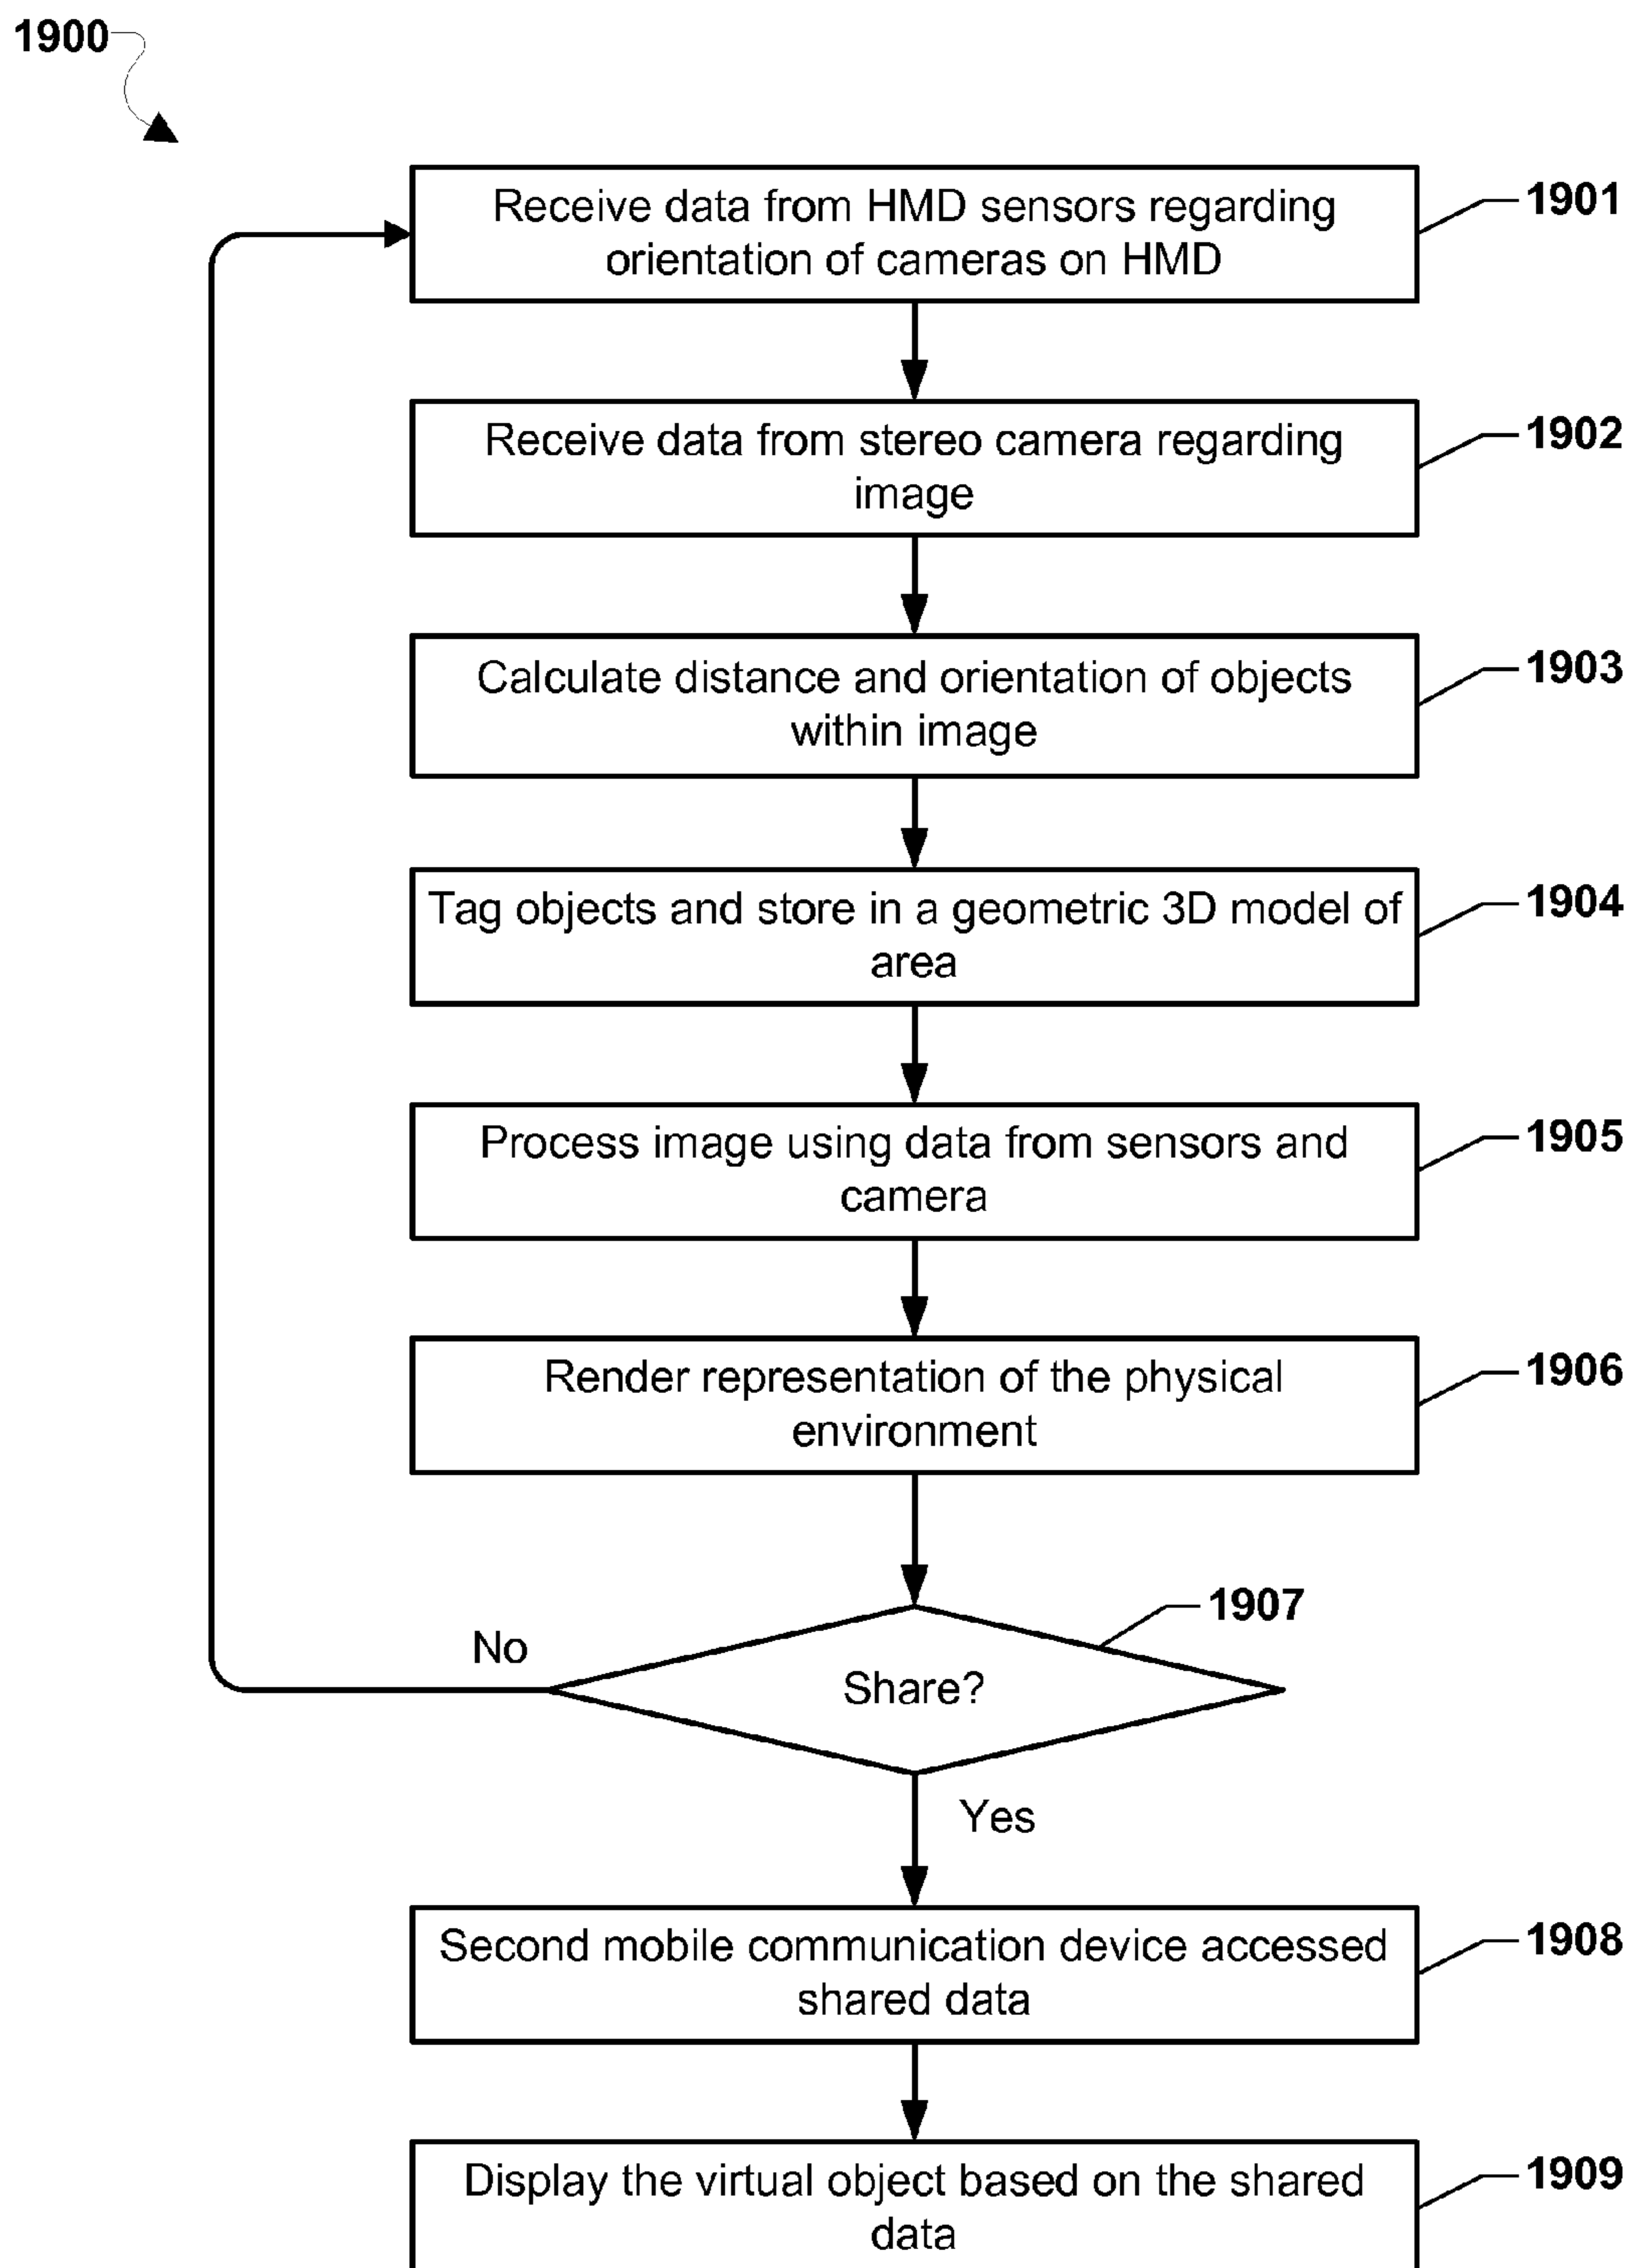 1900
Receive data from HMD sensors regarding
orientation of cameras on HMD
1901
Receive data from stereo camera regarding
image
1902
Calculate distance and orientation of objects
within image
1903
Tag objects and store in a geometric 3D model of
area
1904
Process image using data from sensors and
camera
1905
Render representation of the physical
environment
1906
1907
No
Share?
Yes
Second mobile communication device accessed
shared data
1908
Display the virtual object based on the shared
data
1909